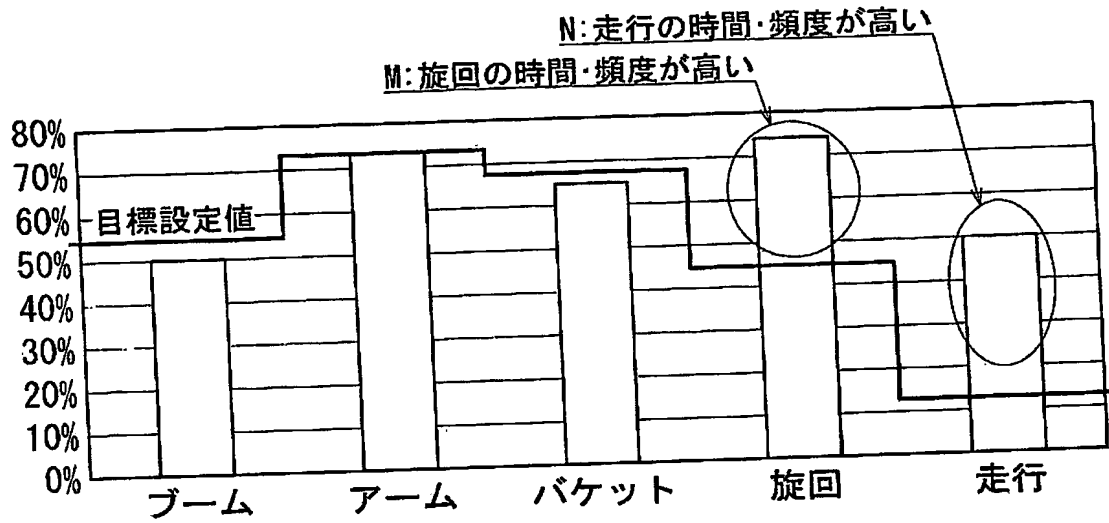 N:走行の時間・頻度が高い
M:旋回の時間・頻度が高い
80%
70%
60%
目標設定値
50%
40%
30%
20%
10%
0%
ブーム アーム バケット 旋回 走行